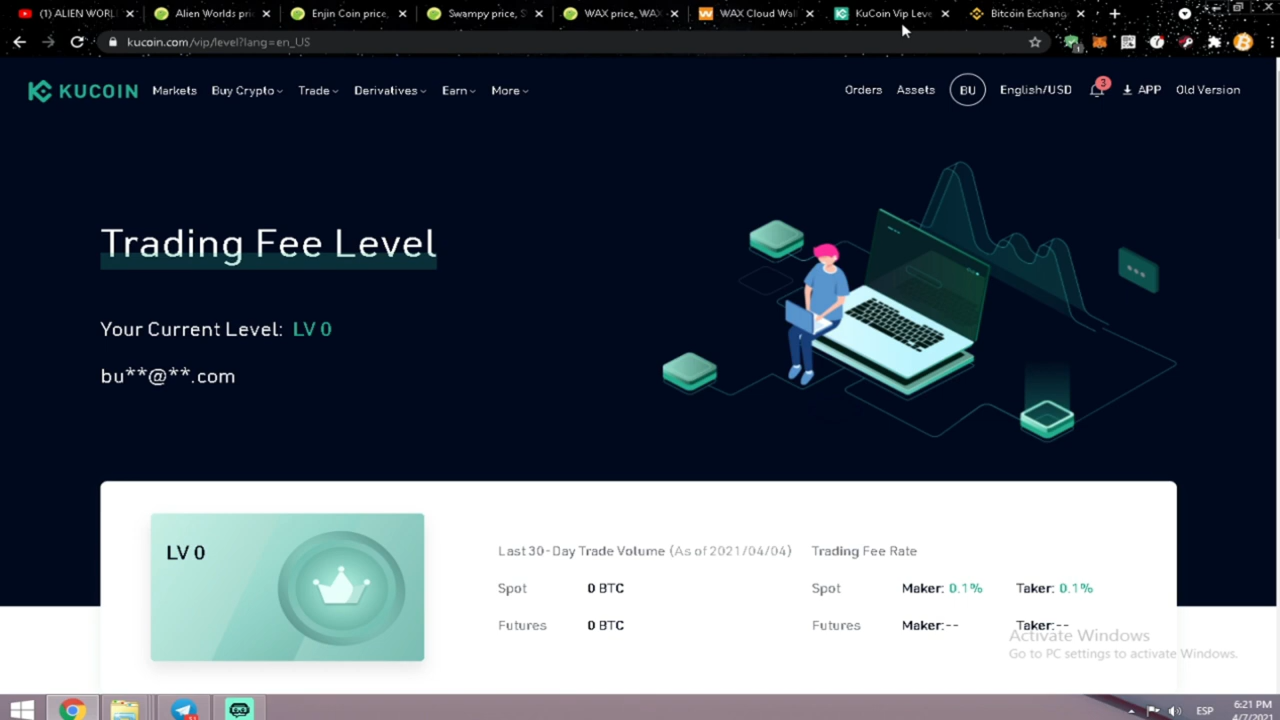 (1) ALIEN WORL
Alien Worlds pri
Enjin Coin price,
Swampy price, S
WAX price, WAX
WAX Cloud Wal
KuCoin Vip Leve
Bitcoin Exchang
kucoin.com/vip/level?lang=en_US
KUCOIN Markets Buy Crypto Trade Derivatives Earn More Orders Assets BU English/USD 3 APP Old Version
Trading Fee Level
Your Current Level: LV 0
bu**@**.com
LV 0
Last 30-Day Trade Volume (As of 2021/04/04) Trading Fee Rate
Spot 0 BTC Spot Maker: 0.1% Taker: 0.1%
Futures 0 BTC Futures Maker:-- Taker:--
Activate Windows
Go to PC settings to activate Windows.
ESP
6:21 PM
4/7/2021